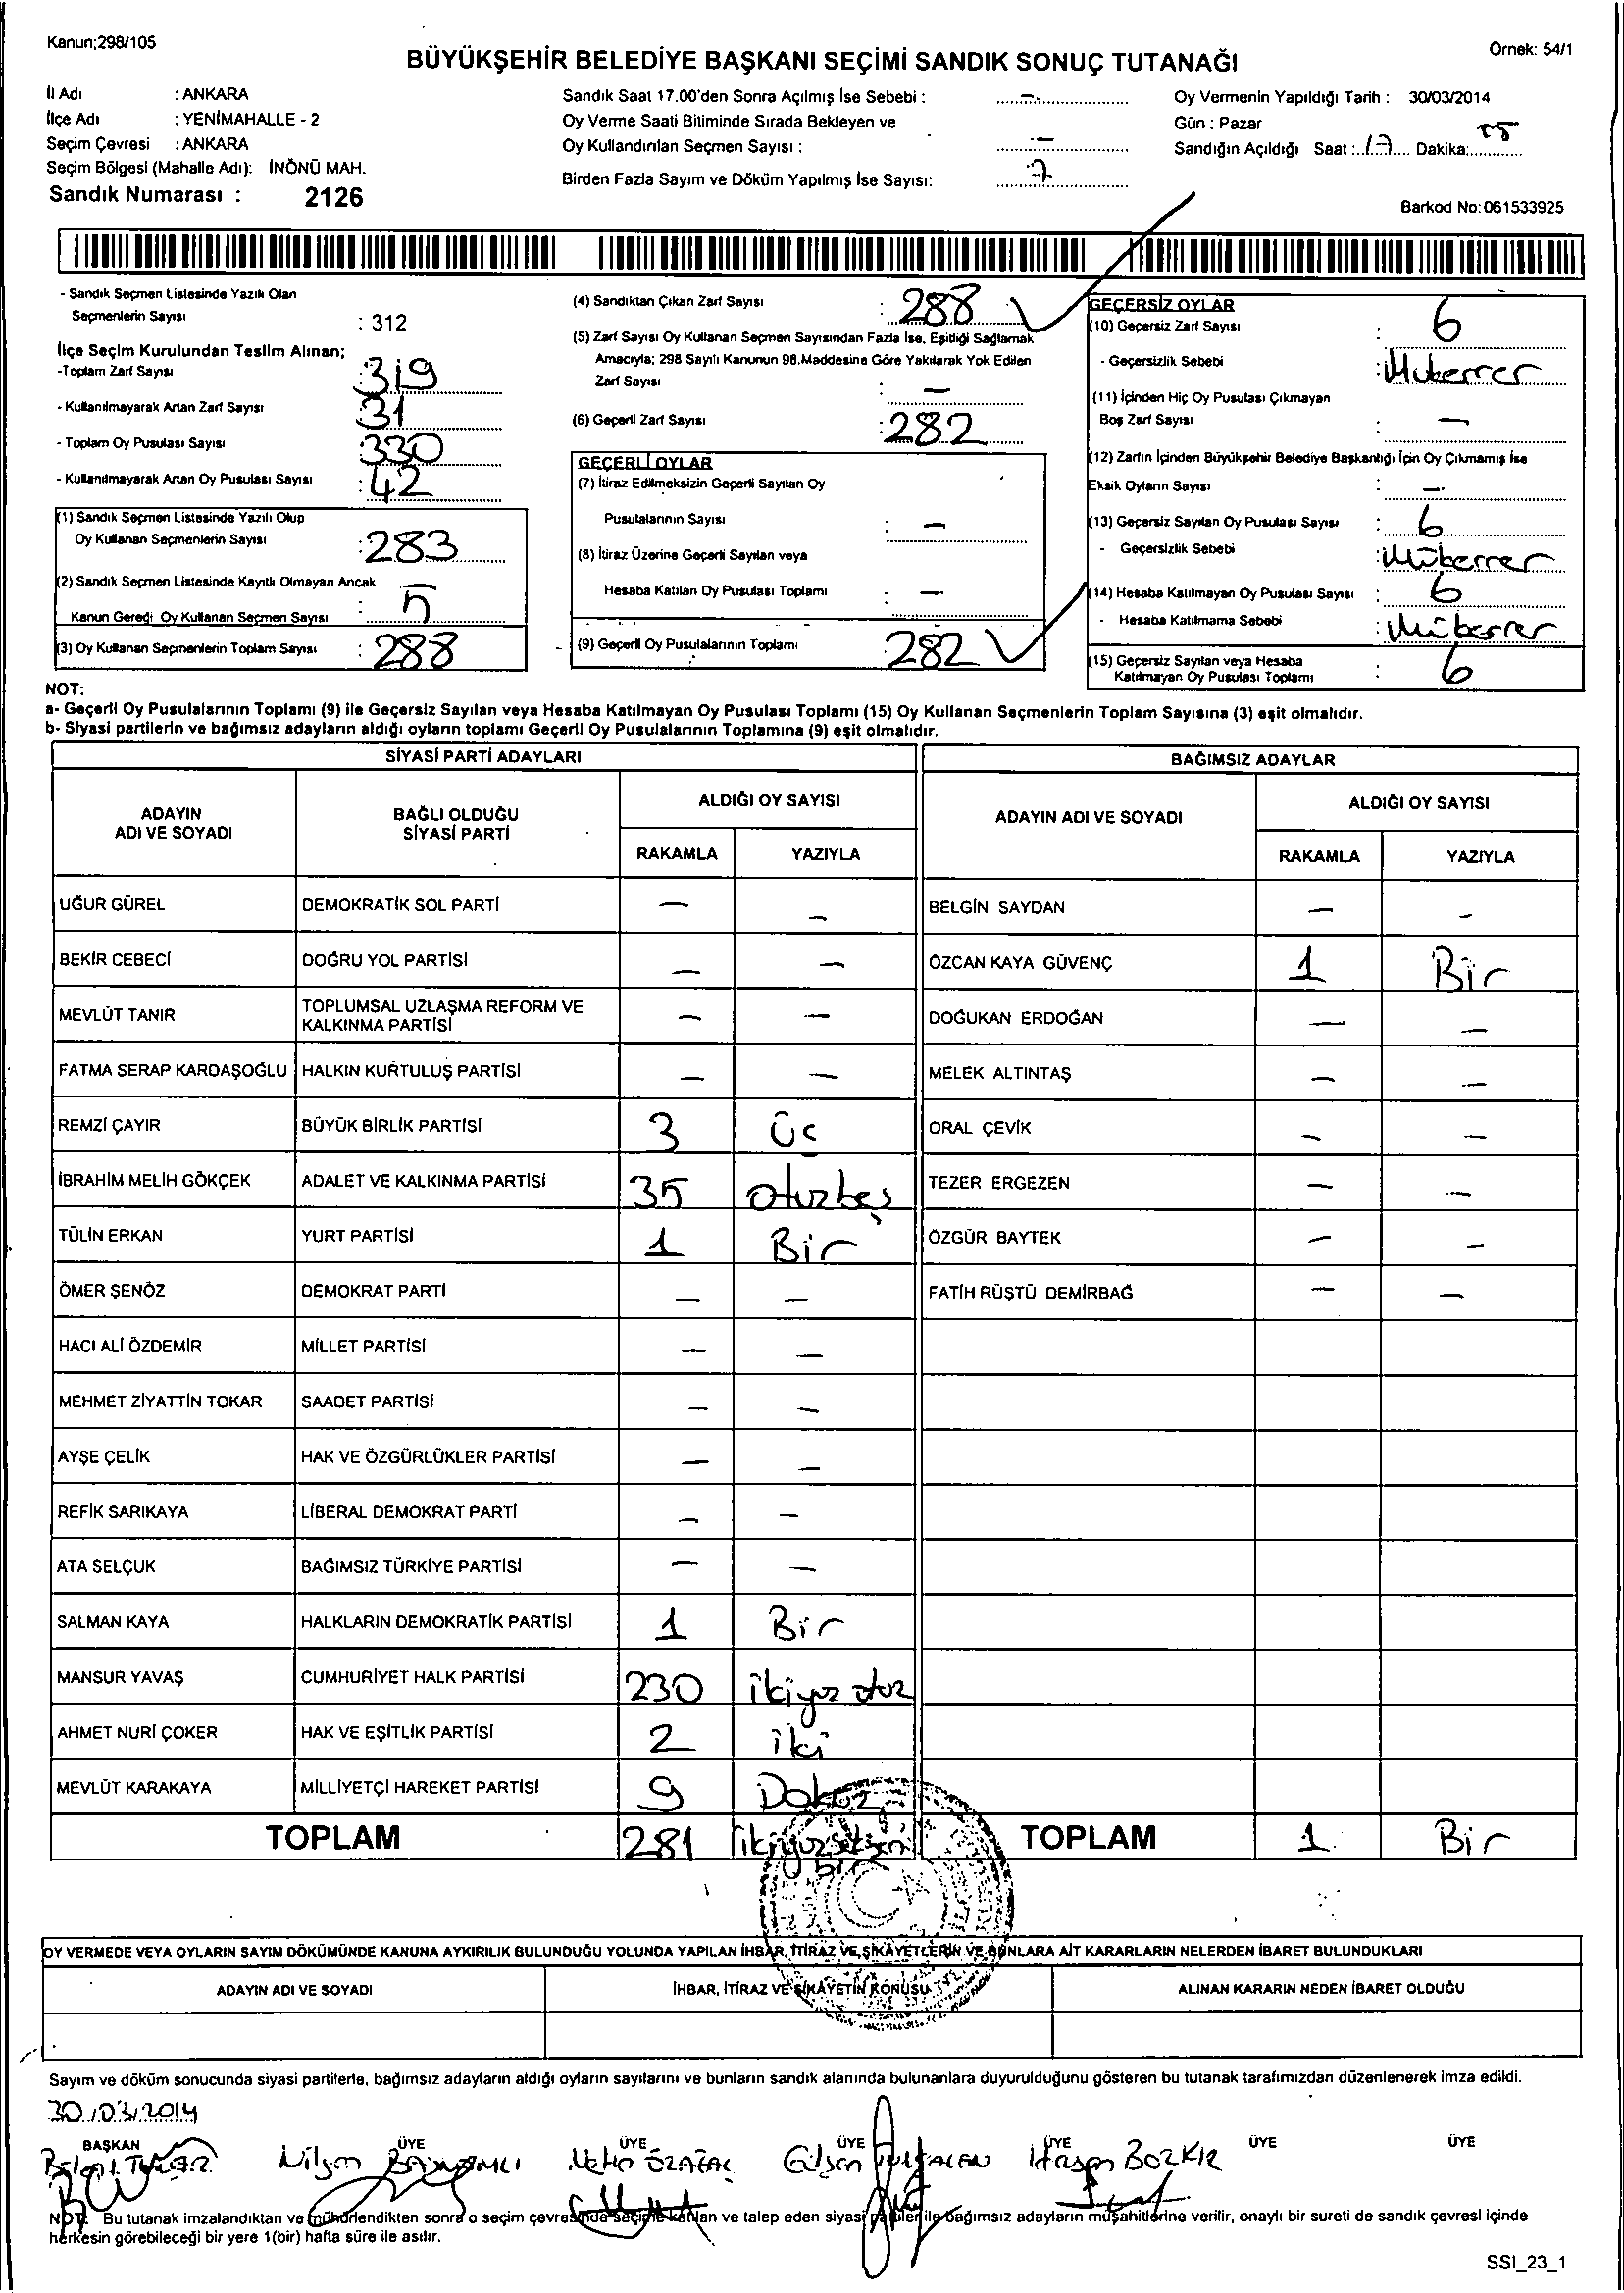 Kanun;298/105
Örnek: 54/1
BÜYÜKŞEHİR BELEDİYE BAŞKANI SEÇİMİ SANDIK SONUÇ TUTANAĞI
İl Adı : ANKARA
İlçe Adı : YENİMAHALLE - 2
Seçim Çevresi : ANKARA
Seçim Bölgesi (Mahalle Adı): İNÖNÜ MAH.
Sandık Numarası : 2126
Sandık Saat 17.00'den Sonra Açılmış İse Sebebi : -
Oy Verme Saati Bitiminde Sırada Bekleyen ve
Oy Kullandırılan Seçmen Sayısı : -
Birden Fazla Sayım ve Döküm Yapılmış İse Sayısı:
Oy Vermenin Yapıldığı Tarih : 30/03/2014
Gün : Pazar
Sandığın Açıldığı Saat : 17 Dakika:
Barkod No:061533925
- Sandık Seçmen Listesinde Yazılı Olan
Seçmenlerin Sayısı : 312
İlçe Seçim Kurulundan Teslim Alınan;
-Toplam Zarf Sayısı : 319
- Kullanılmayarak Artan Zarf Sayısı : 31
- Toplam Oy Pusulası Sayısı : 330
- Kullanılmayarak Artan Oy Pusulası Sayısı : 42
(1) Sandık Seçmen Listesinde Yazılı Olup
Oy Kullanan Seçmenlerin Sayısı : 283
(2) Sandık Seçmen Listesinde Kayıtlı Olmayan Ancak
Kanun Gereği Oy Kullanan Seçmen Sayısı : 5
(3) Oy Kullanan Seçmenlerin Toplam Sayısı : 288
(4) Sandıktan Çıkan Zarf Sayısı : 288
(5) Zarf Sayısı Oy Kullanan Seçmen Sayısından Fazla İse, Eşitliği Sağlamak
Amacıyla; 298 Sayılı Kanunun 98.Maddesine Göre Yakılarak Yok Edilen
Zarf Sayısı : -
(6) Geçerli Zarf Sayısı : 282
GEÇERLİ OYLAR
(7) İtiraz Edilmeksizin Geçerli Sayılan Oy
Pusulalarının Sayısı : -
(8) İtiraz Üzerine Geçerli Sayılan veya
Hesaba Katılan Oy Pusulası Toplamı : -
(9) Geçerli Oy Pusulalarının Toplamı : 282
GEÇERSİZ OYLAR
(10) Geçersiz Zarf Sayısı : 6
- Geçersizlik Sebebi : Mukerrer
(11) İçinden Hiç Oy Pusulası Çıkmayan
Boş Zarf Sayısı : -
(12) Zarfın İçinden Büyükşehir Belediye Başkanlığı İçin Oy Çıkmamış İse
Eksik Oyların Sayısı : -
(13) Geçersiz Sayılan Oy Pusulası Sayısı : 6
- Geçersizlik Sebebi : Mükerrer
(14) Hesaba Katılmayan Oy Pusulası Sayısı : 6
- Hesaba Katılmama Sebebi : Mükerrer
(15) Geçersiz Sayılan veya Hesaba
Katılmayan Oy Pusulası Toplamı : 6
NOT:
a- Geçerli Oy Pusulalarının Toplamı (9) ile Geçersiz Sayılan veya Hesaba Katılmayan Oy Pusulası Toplamı (15) Oy Kullanan Seçmenlerin Toplam Sayısına (3) eşit olmalıdır.
b- Siyasi partilerin ve bağımsız adayların aldığı oyların toplamı Geçerli Oy Pusulalarının Toplamına (9) eşit olmalıdır.
SİYASİ PARTİ ADAYLARI
BAĞIMSIZ ADAYLAR
ADAYIN
ADI VE SOYADI
BAĞLI OLDUĞU
SİYASİ PARTİ
ALDIĞI OY SAYISI
RAKAMLA YAZIYLA
ADAYIN ADI VE SOYADI
ALDIĞI OY SAYISI
RAKAMLA YAZIYLA
UĞUR GÜREL DEMOKRATİK SOL PARTİ - - BELGİN SAYDAN - -
BEKİR CEBECİ DOĞRU YOL PARTİSİ - - ÖZCAN KAYA GÜVENÇ 1 Bir
MEVLÜT TANIR TOPLUMSAL UZLAŞMA REFORM VE
KALKINMA PARTİSİ - - DOĞUKAN ERDOĞAN - -
FATMA SERAP KARDAŞOĞLU HALKIN KURTULUŞ PARTİSİ - - MELEK ALTINTAŞ - -
REMZİ ÇAYIR BÜYÜK BİRLİK PARTİSİ 3 Üç ORAL ÇEVİK - -
İBRAHİM MELİH GÖKÇEK ADALET VE KALKINMA PARTİSİ 35 otuzbeş TEZER ERGEZEN - -
TÜLİN ERKAN YURT PARTİSİ 1 Bir ÖZGÜR BAYTEK - -
ÖMER ŞENÖZ DEMOKRAT PARTİ - - FATİH RÜŞTÜ DEMİRBAĞ - -
HACI ALİ ÖZDEMİR MİLLET PARTİSİ - -
MEHMET ZİYATTİN TOKAR SAADET PARTİSİ - -
AYŞE ÇELİK HAK VE ÖZGÜRLÜKLER PARTİSİ - -
REFİK SARIKAYA LİBERAL DEMOKRAT PARTİ - -
ATA SELÇUK BAĞIMSIZ TÜRKİYE PARTİSİ - -
SALMAN KAYA HALKLARIN DEMOKRATİK PARTİSİ 1 Bir
MANSUR YAVAŞ CUMHURİYET HALK PARTİSİ 230 ikiyüz otuz
AHMET NURİ ÇOKER HAK VE EŞİTLİK PARTİSİ 2 iki
MEVLÜT KARAKAYA MİLLİYETÇİ HAREKET PARTİSİ 9 Dokuz
TOPLAM 281 ikiyüzseksen bir TOPLAM 1 Bir
OY VERMEDE VEYA OYLARIN SAYIM DÖKÜMÜNDE KANUNA AYKIRILIK BULUNDUĞU YOLUNDA YAPILAN İHBAR, İTİRAZ VE ŞİKAYETLERİN VE BUNLARA AİT KARARLARIN NELERDEN İBARET BULUNDUKLARI
ADAYIN ADI VE SOYADI İHBAR, İTİRAZ VE ŞİKAYETİN KONUSU ALINAN KARARIN NEDEN İBARET OLDUĞU
Sayım ve döküm sonucunda siyasi partilerle, bağımsız adayların aldığı oyların sayılarını ve bunların sandık alanında bulunanlara duyurulduğunu gösteren bu tutanak tarafımızdan düzenlenerek imza edildi.
30/03/2014
BAŞKAN ÜYE ÜYE ÜYE ÜYE ÜYE ÜYE
Nilgün Metin Gülşen Hasan BOZKIR
NOT: Bu tutanak imzalandıktan ve mühürlendikten sonra o seçim çevresinde seçime katılan ve talep eden siyasi partiler ile bağımsız adayların müşahitlerine verilir, onaylı bir sureti de sandık çevresi içinde
herkesin görebileceği bir yere 1(bir) hafta süre ile asılır.
SSI_23_1